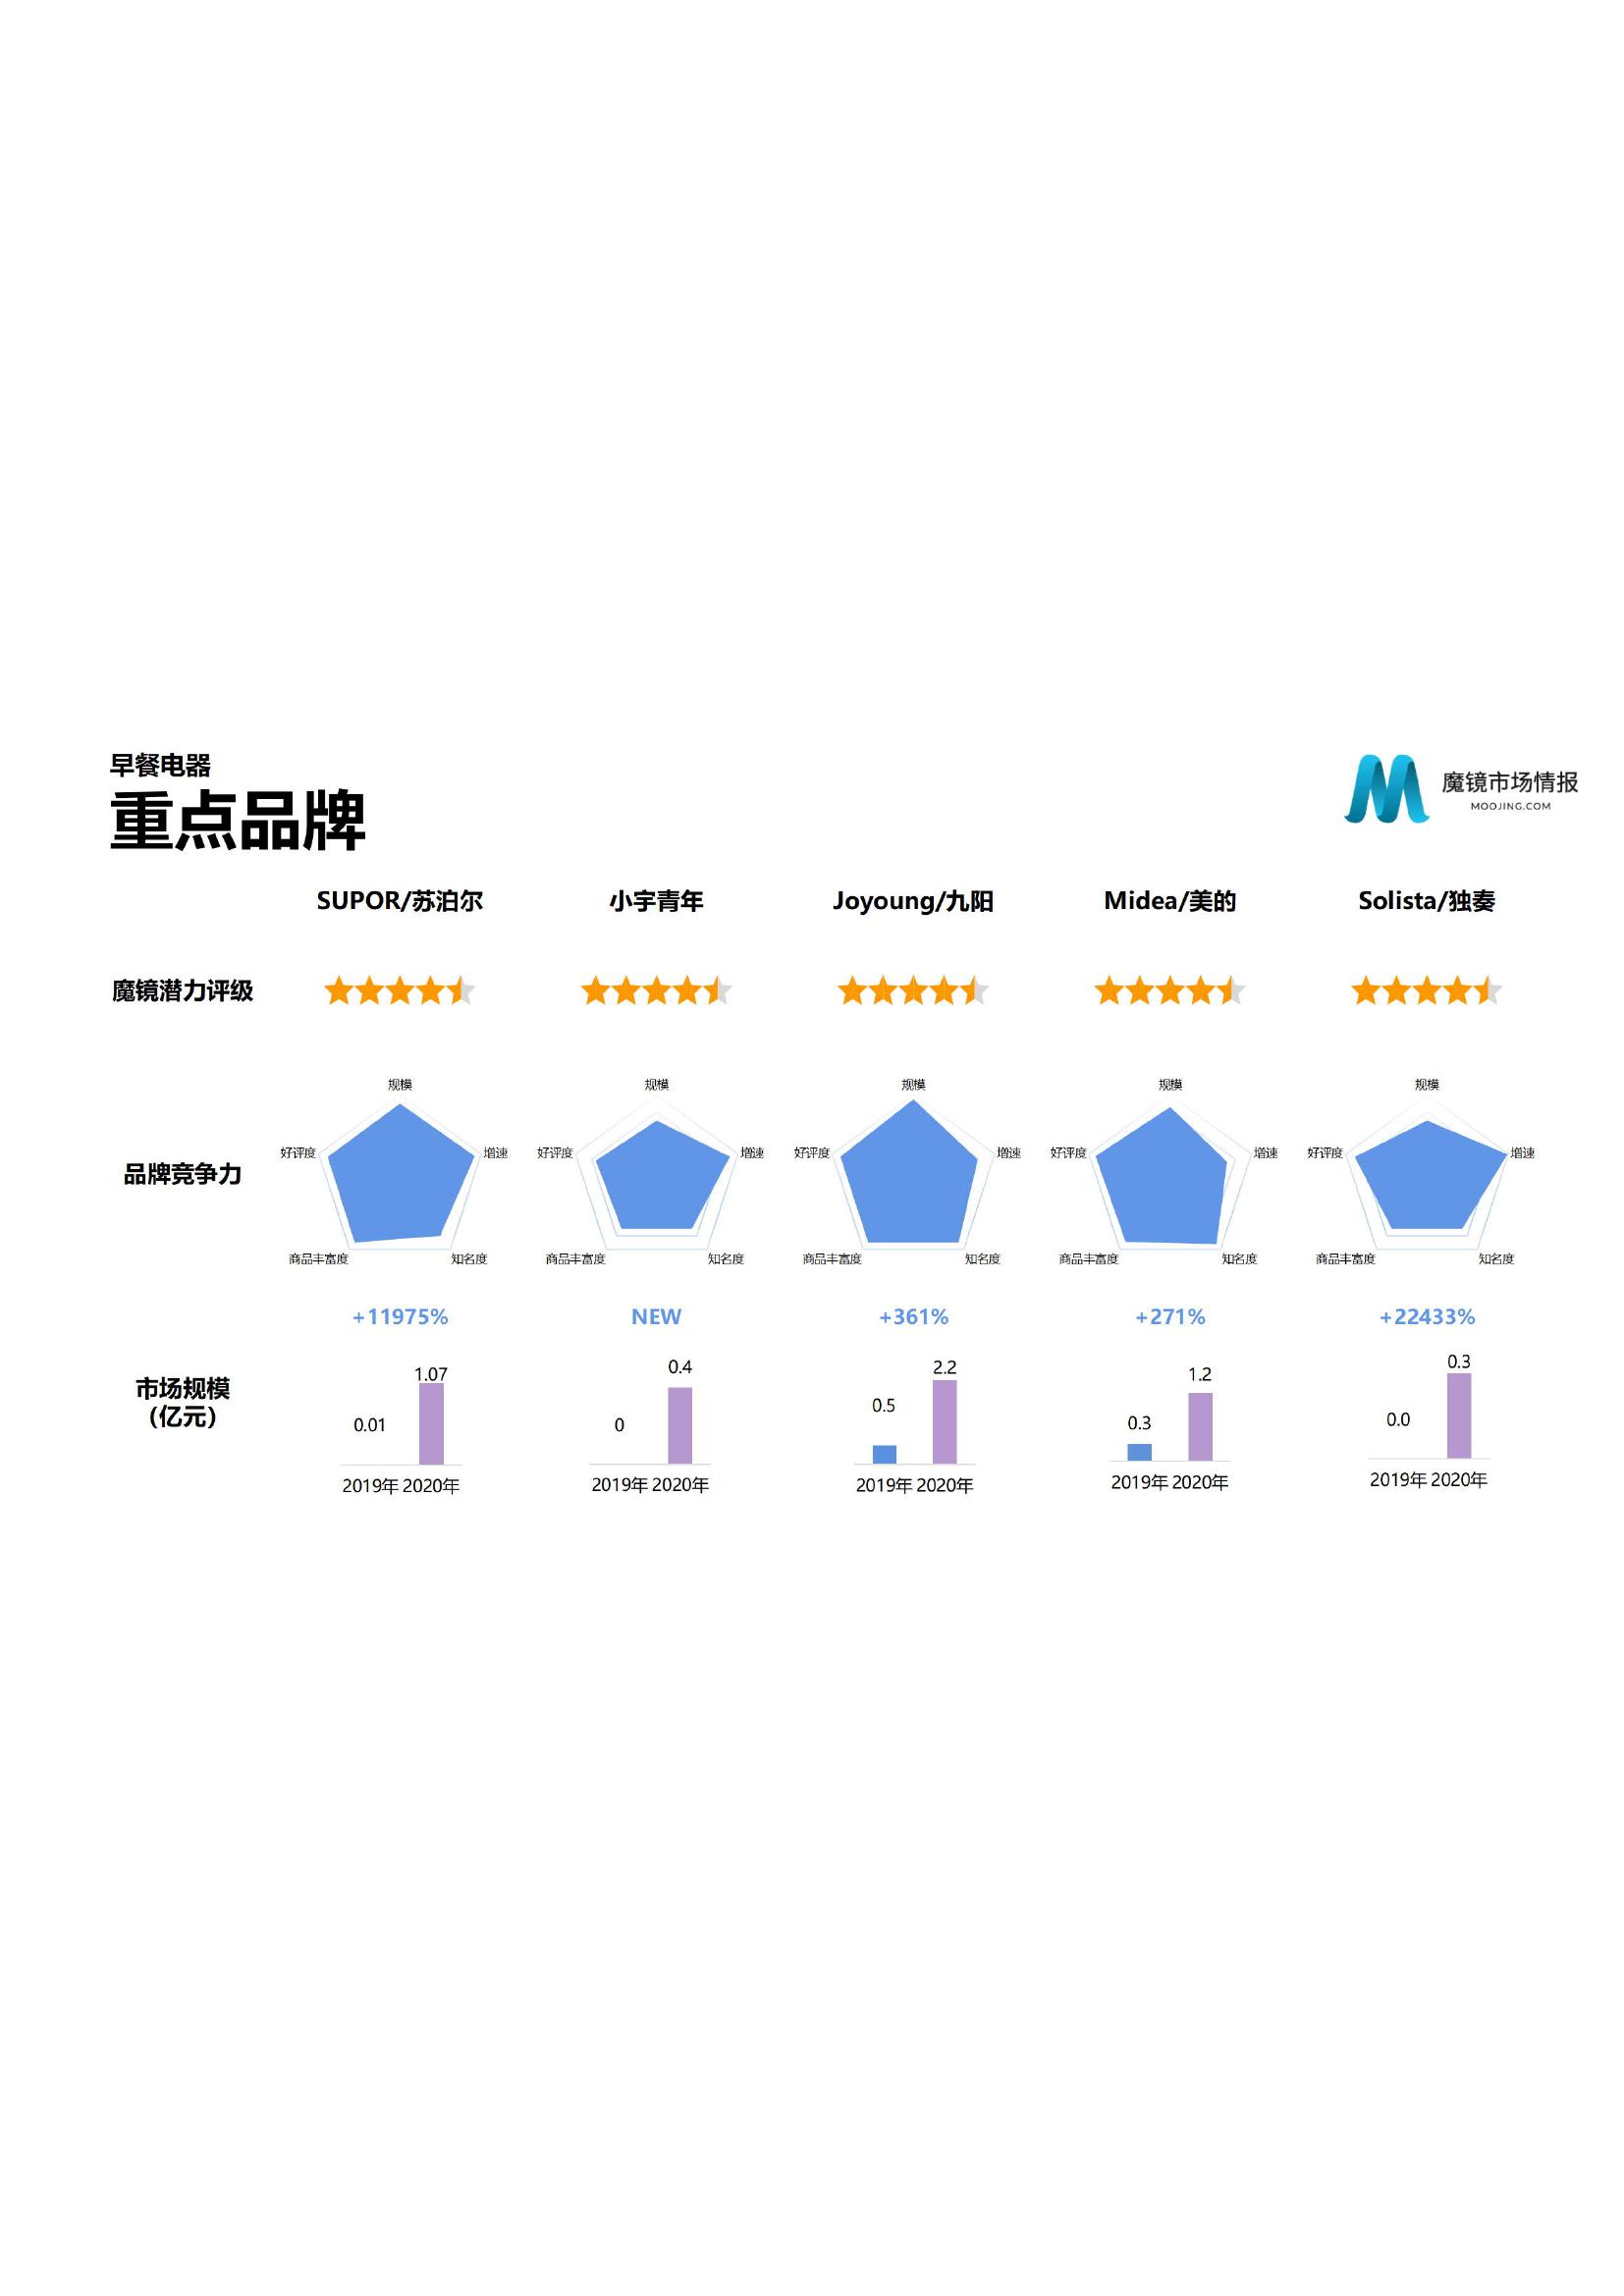 早餐电器
重点品牌
魔镜市场情报
MOOJING.COM
SUPOR/苏泊尔
小宇青年
Joyoung/九阳
Midea/美的
Solista/独奏
魔镜潜力评级
品牌竞争力
规模
增速
知名度
商品丰富度
好评度
规模
增速
知名度
商品丰富度
好评度
规模
增速
知名度
商品丰富度
好评度
规模
增速
知名度
商品丰富度
好评度
规模
增速
知名度
商品丰富度
好评度
市场规模
(亿元)
+11975%
0.01
1.07
2019年 2020年
NEW
0
0.4
2019年 2020年
+361%
0.5
2.2
2019年 2020年
+271%
0.3
1.2
2019年 2020年
+22433%
0.0
0.3
2019年 2020年